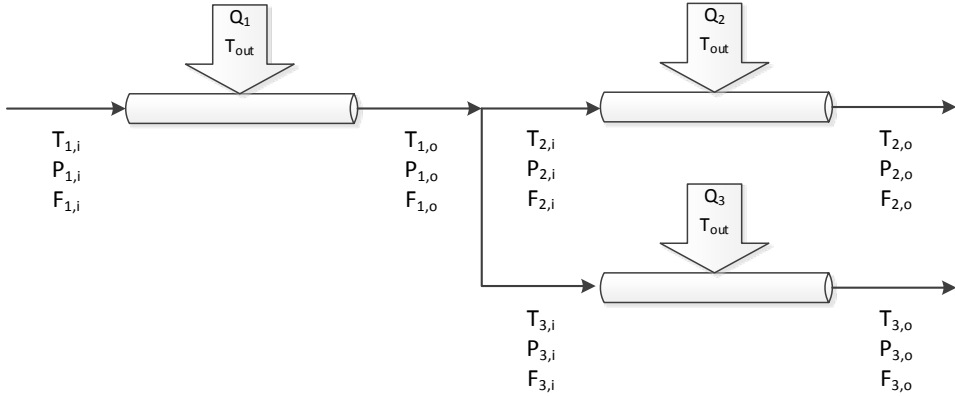 Q1
Tout
Q2
Tout
T1,i
P1,i
F1,i
T1,o
P1,o
F1,o
T2,i
P2,i
F2,i
T2,o
P2,o
F2,o
Q3
Tout
T3,i
P3,i
F3,i
T3,o
P3,o
F3,o